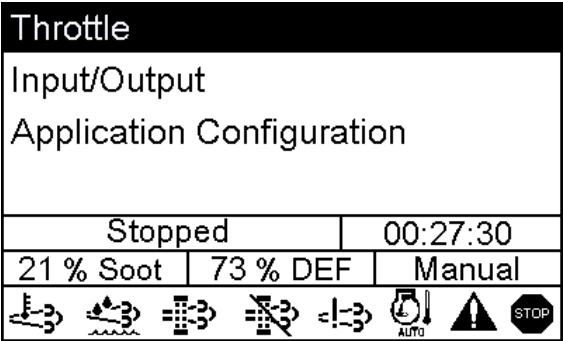 Throttle
Input/Output
Application Configuration
Stopped 00:27:30
21 % Soot 73 % DEF Manual
AUTO STOP